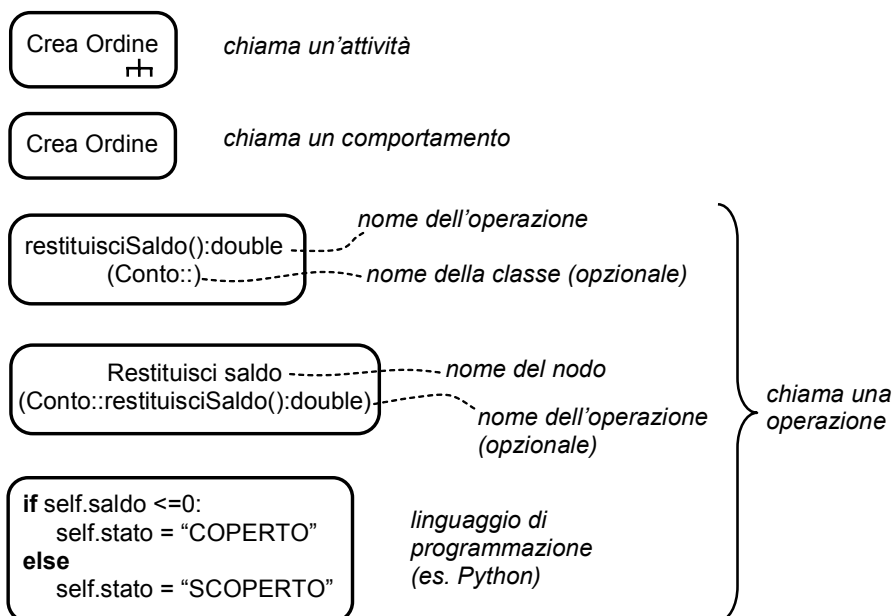 Crea Ordine
chiama un'attività
Crea Ordine
chiama un comportamento
nome dell'operazione
restituisciSaldo():double
(Conto::)
nome della classe (opzionale)
Restituisci saldo
nome del nodo
(Conto::restituisciSaldo():double)
nome dell'operazione
(opzionale)
chiama una
operazione
if self.saldo <=0:
self.stato = “COPERTO”
else
self.stato = “SCOPERTO”
linguaggio di
programmazione
(es. Python)